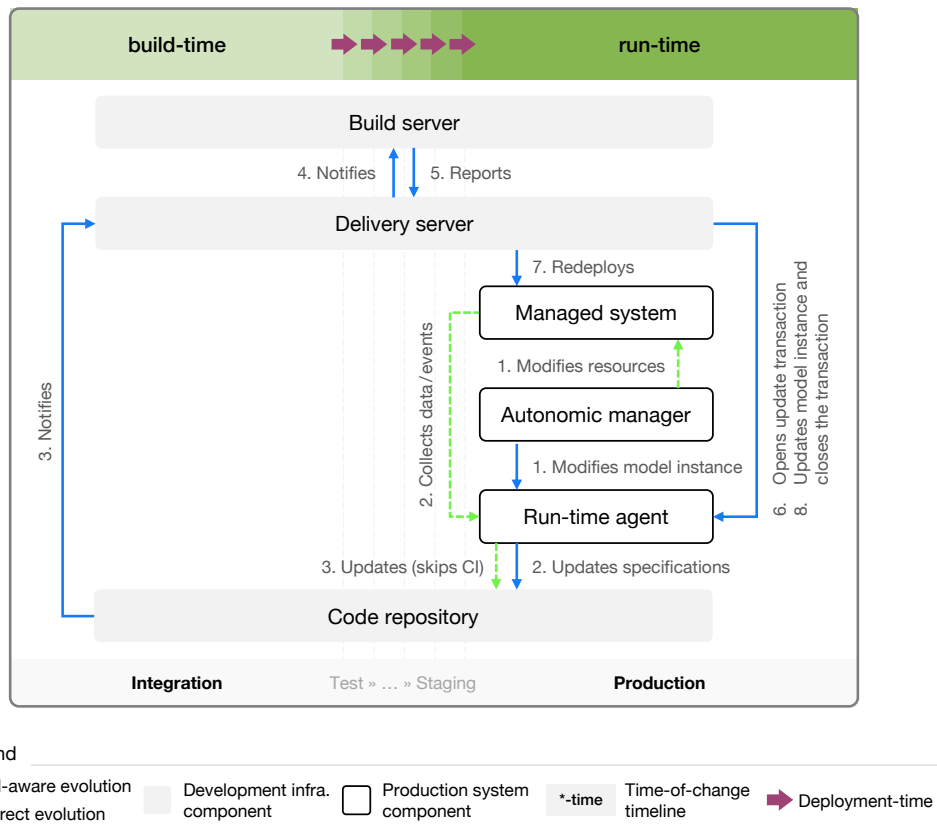 build-time
run-time
Build server
4. Notifies
5. Reports
Delivery server
7. Redeploys
Managed system
1. Modifies resources
Autonomic manager
1. Modifies model instance
Run-time agent
3. Updates (skips CI)
2. Updates specifications
Code repository
3. Notifies
2. Collects data/events
6. Opens update transaction
8. Updates model instance and
closes the transaction
Integration
Test » ... » Staging
Production
evolution
evolution
Development infra.
component
Production system
component
*-time
Time-of-change
timeline
Deployment-time